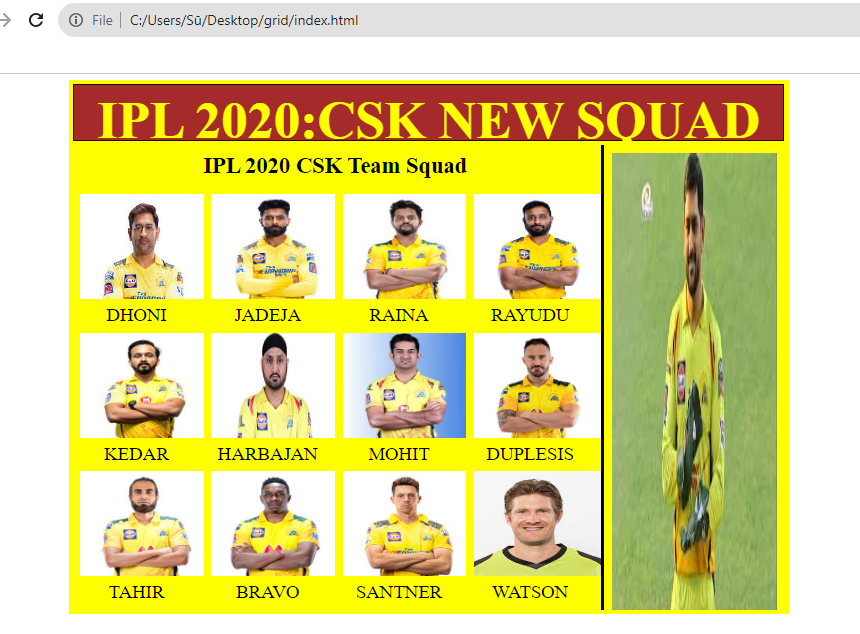 File | C:/Users/Sū/Desktop/grid/index.html
IPL 2020:CSK NEW SQUAD
IPL 2020 CSK Team Squad
DHONI JADEJA RAINA RAYUDU
KEDAR HARBAJAN MOHIT DUPLESIS
TAHIR BRAVO SANTNER WATSON